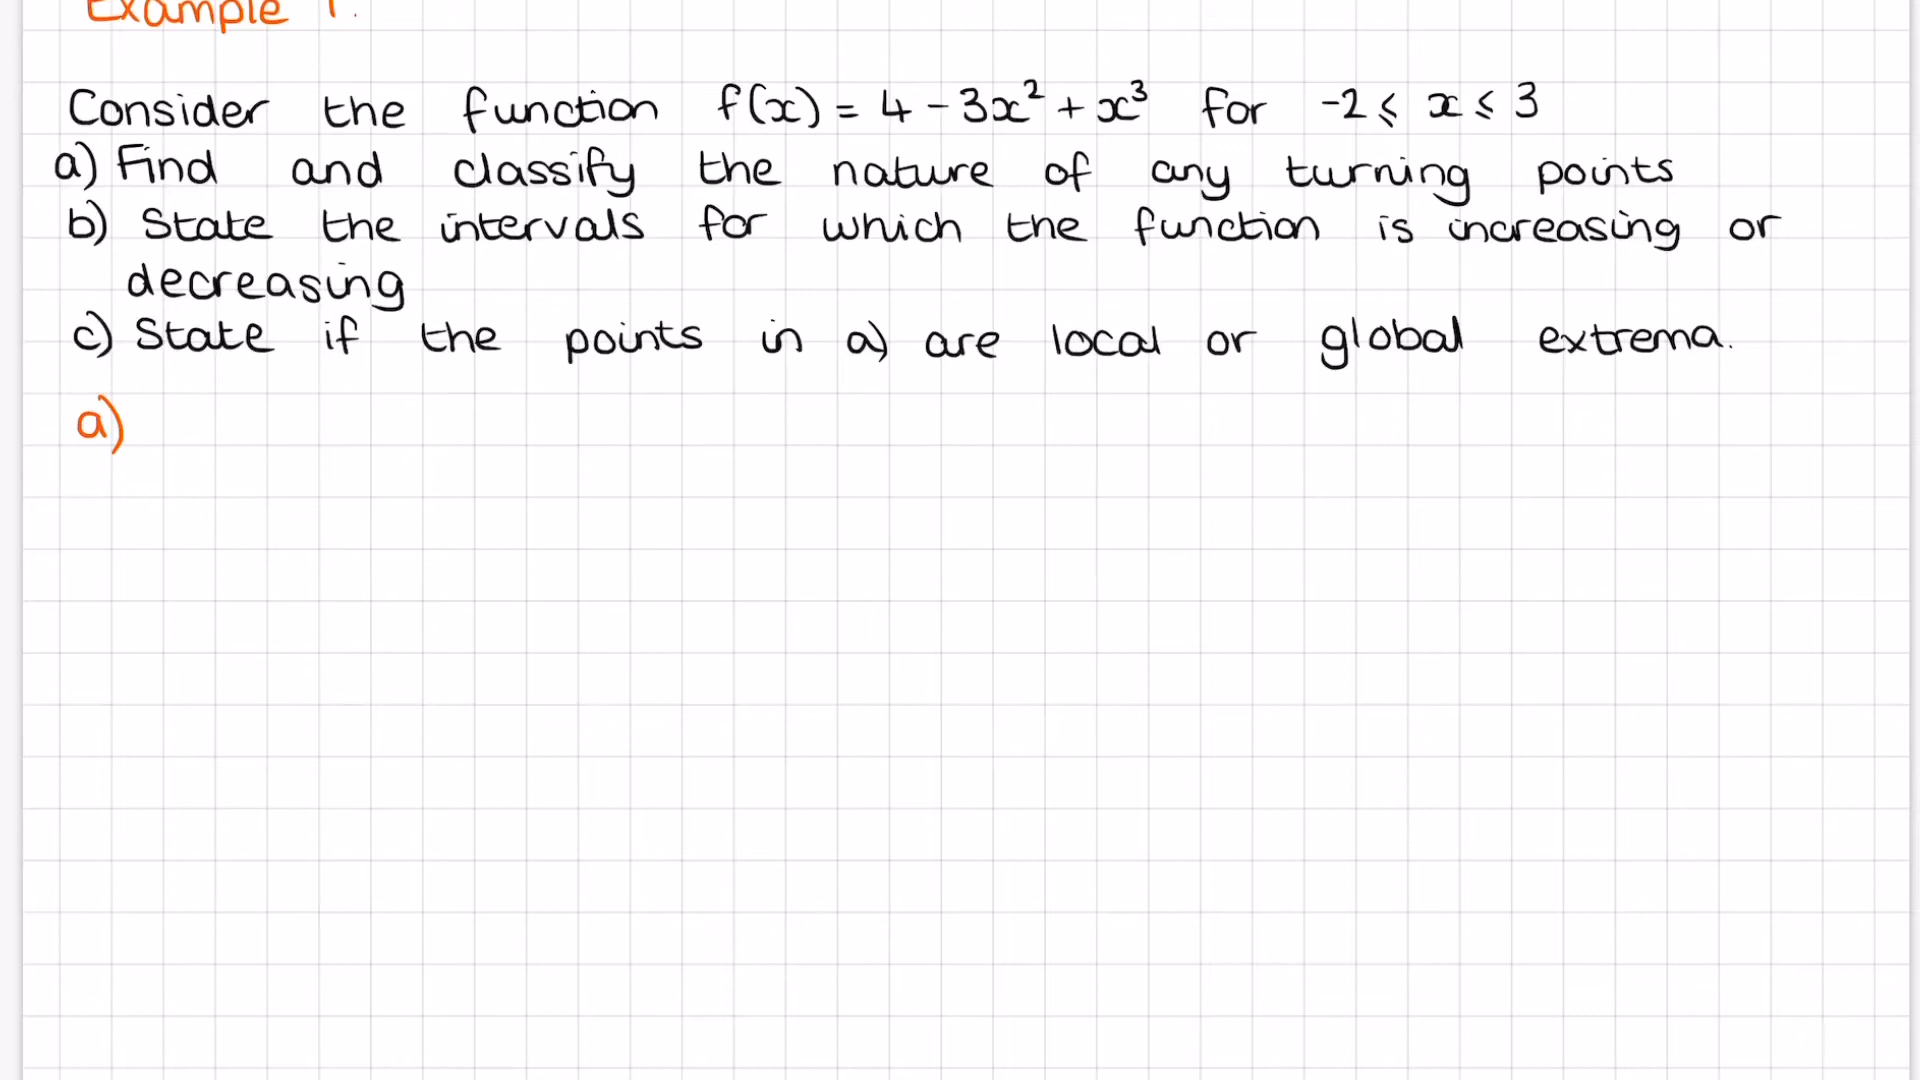 Example 1.
Consider the function f(x) = 4 - 3x² + x³ for -2 ⩽ x ⩽ 3
a) Find and classify the nature of any turning points
b) State the intervals for which the function is increasing or
decreasing
c) State if the points in a) are local or global extrema.
a)